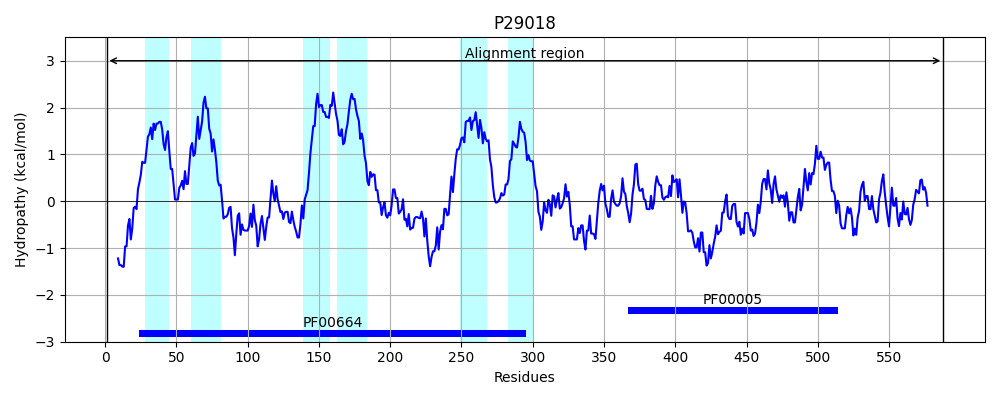 P29018
Alignment region
3
2
1
0
−1
−2
−3
Hydropathy (kcal/mol)
PF00005
PF00664
0 50 100 150 200 250 300 350 400 450 500 550
Residues